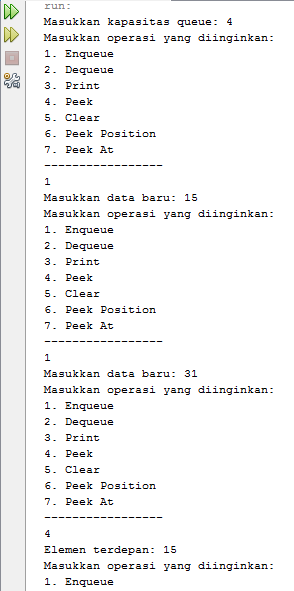 run:
Masukkan kapasitas queue: 4
Masukkan operasi yang diinginkan:
1. Enqueue
2. Dequeue
3. Print
4. Peek
5. Clear
6. Peek Position
7. Peek At
-----------------
1
Masukkan data baru: 15
Masukkan operasi yang diinginkan:
1. Enqueue
2. Dequeue
3. Print
4. Peek
5. Clear
6. Peek Position
7. Peek At
-----------------
1
Masukkan data baru: 31
Masukkan operasi yang diinginkan:
1. Enqueue
2. Dequeue
3. Print
4. Peek
5. Clear
6. Peek Position
7. Peek At
-----------------
4
Elemen terdepan: 15
Masukkan operasi yang diinginkan:
1. Enqueue